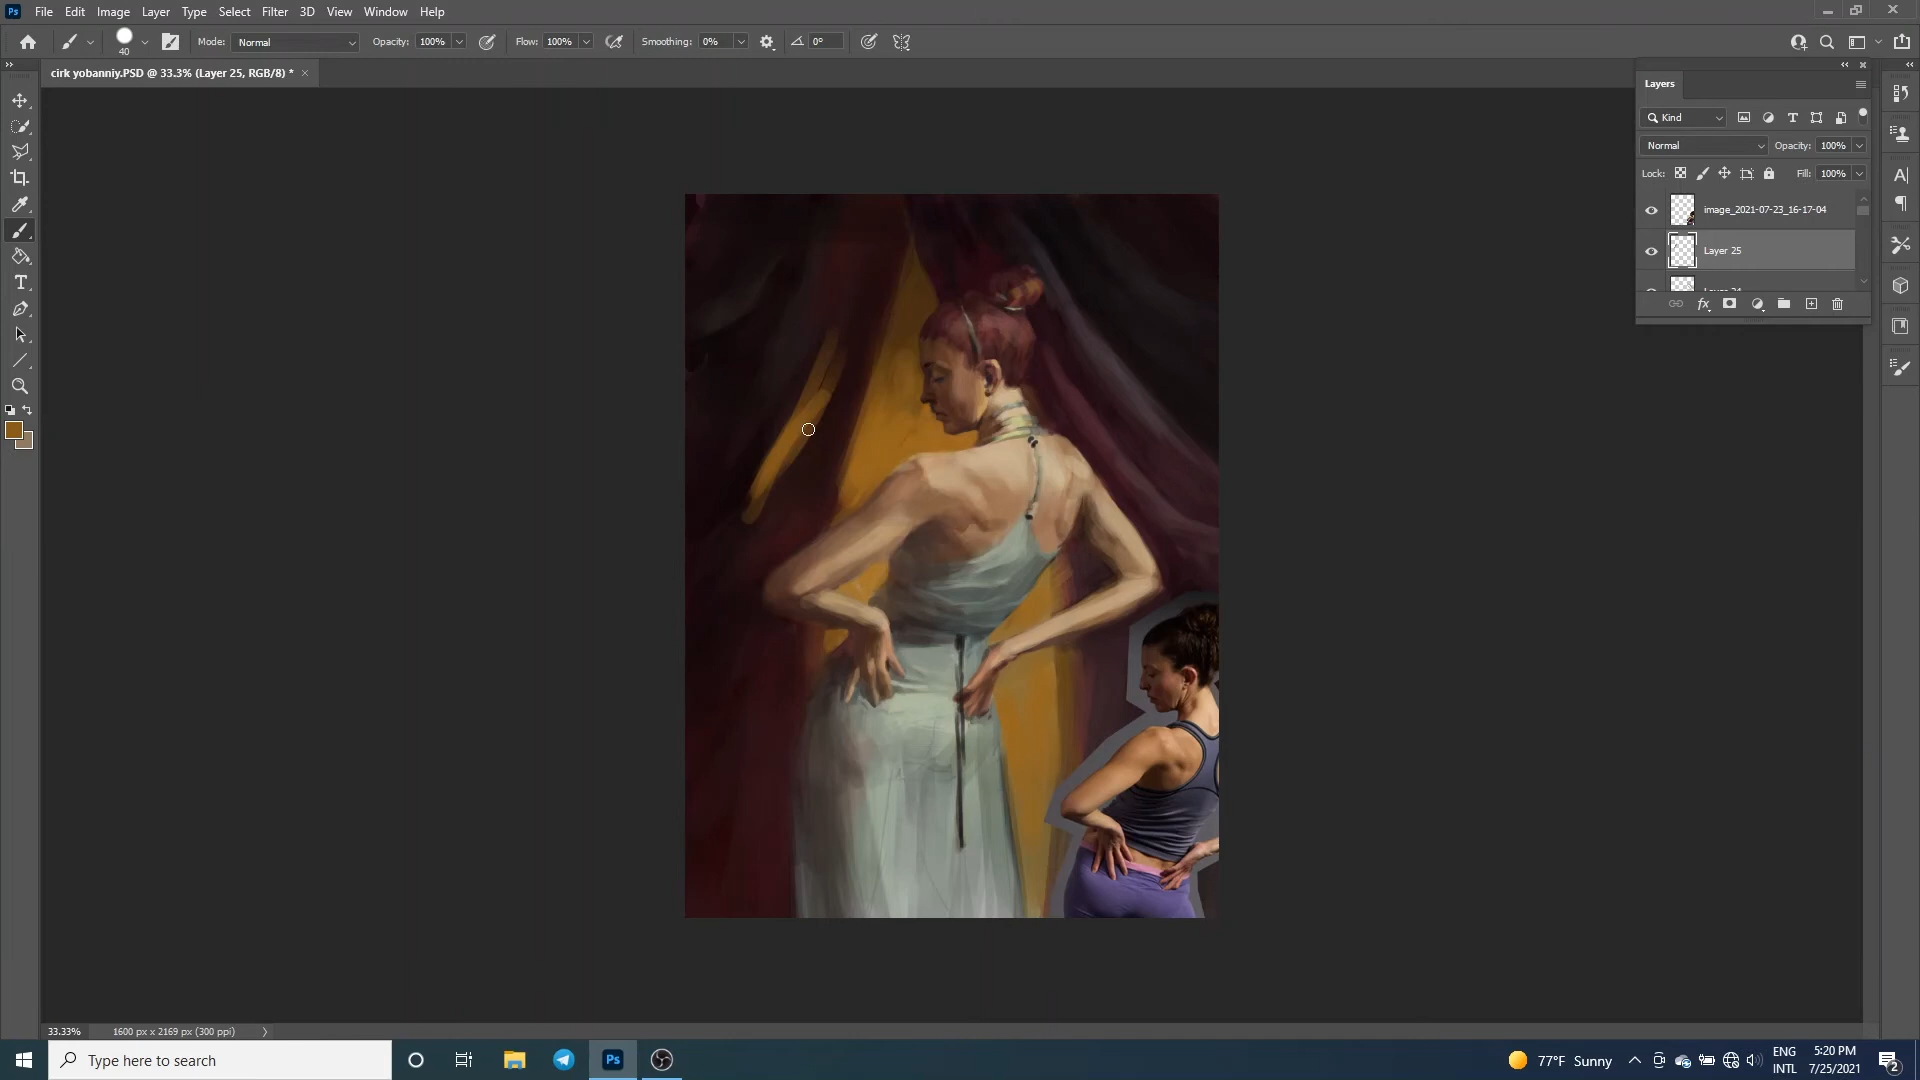 Ps File Edit Image Layer Type Select Filter 3D View Window Help
40 Mode: Normal Opacity: 100% Flow: 100% Smoothing: 0% 0°
cirk yobanniy.PSD @ 33.3% (Layer 25, RGB/8) *
Layers
Kind
Normal Opacity: 100%
Lock: Fill: 100%
image_2021-07-23_16-17-04
Layer 25
33.33% 1600 px x 2169 px (300 ppi)
Type here to search
Ps
77°F Sunny
ENG
INTL
5:20 PM
7/25/2021
2